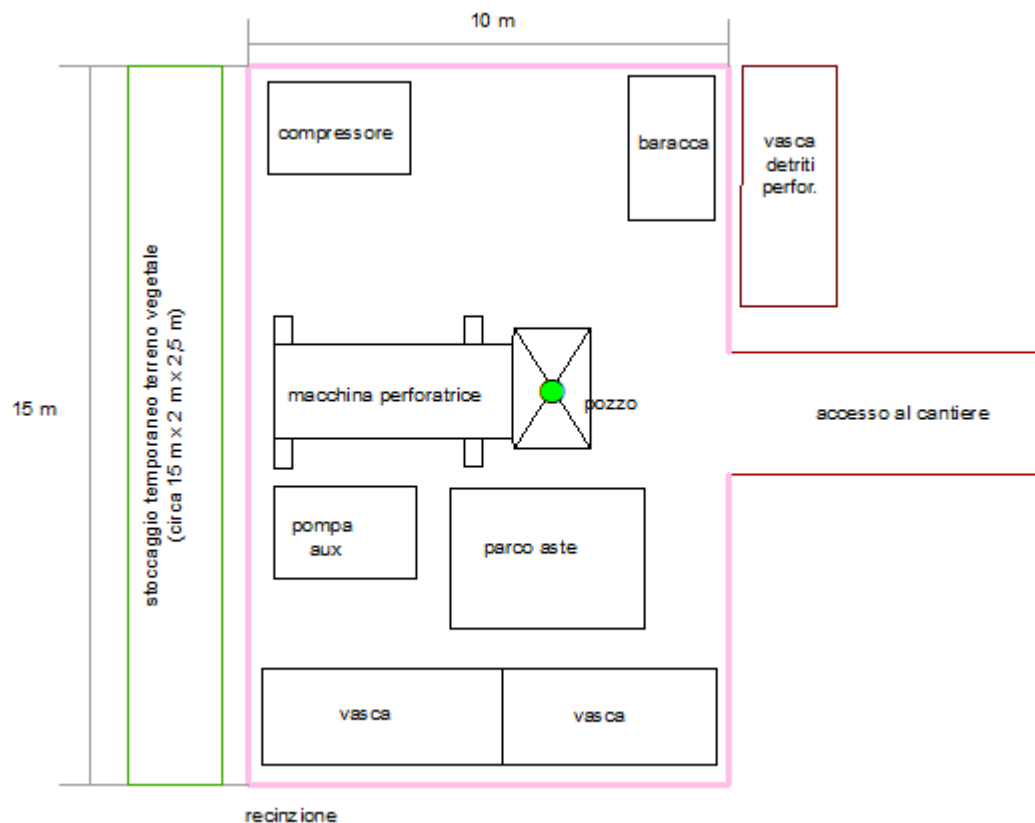 10 m
compressore
baracca
vasca
detriti
perfor.
stoccaggio temporaneo terreno vegetale
(circa 15 m x 2 m x 2,5 m)
15 m
macchina perforatrice
pozzo
accesso al cantiere
pompa
aux
parco aste
vasca
vasca
recinzione